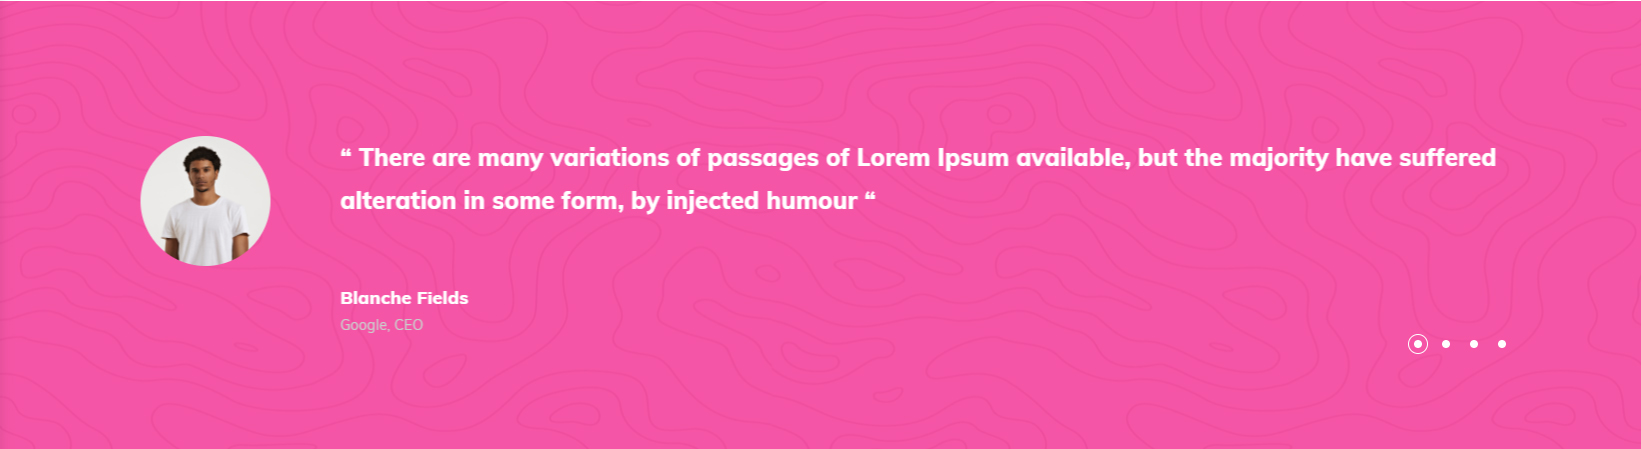 “ There are many variations of passages of Lorem Ipsum available, but the majority have suffered
alteration in some form, by injected humour “
Blanche Fields
Google, CEO